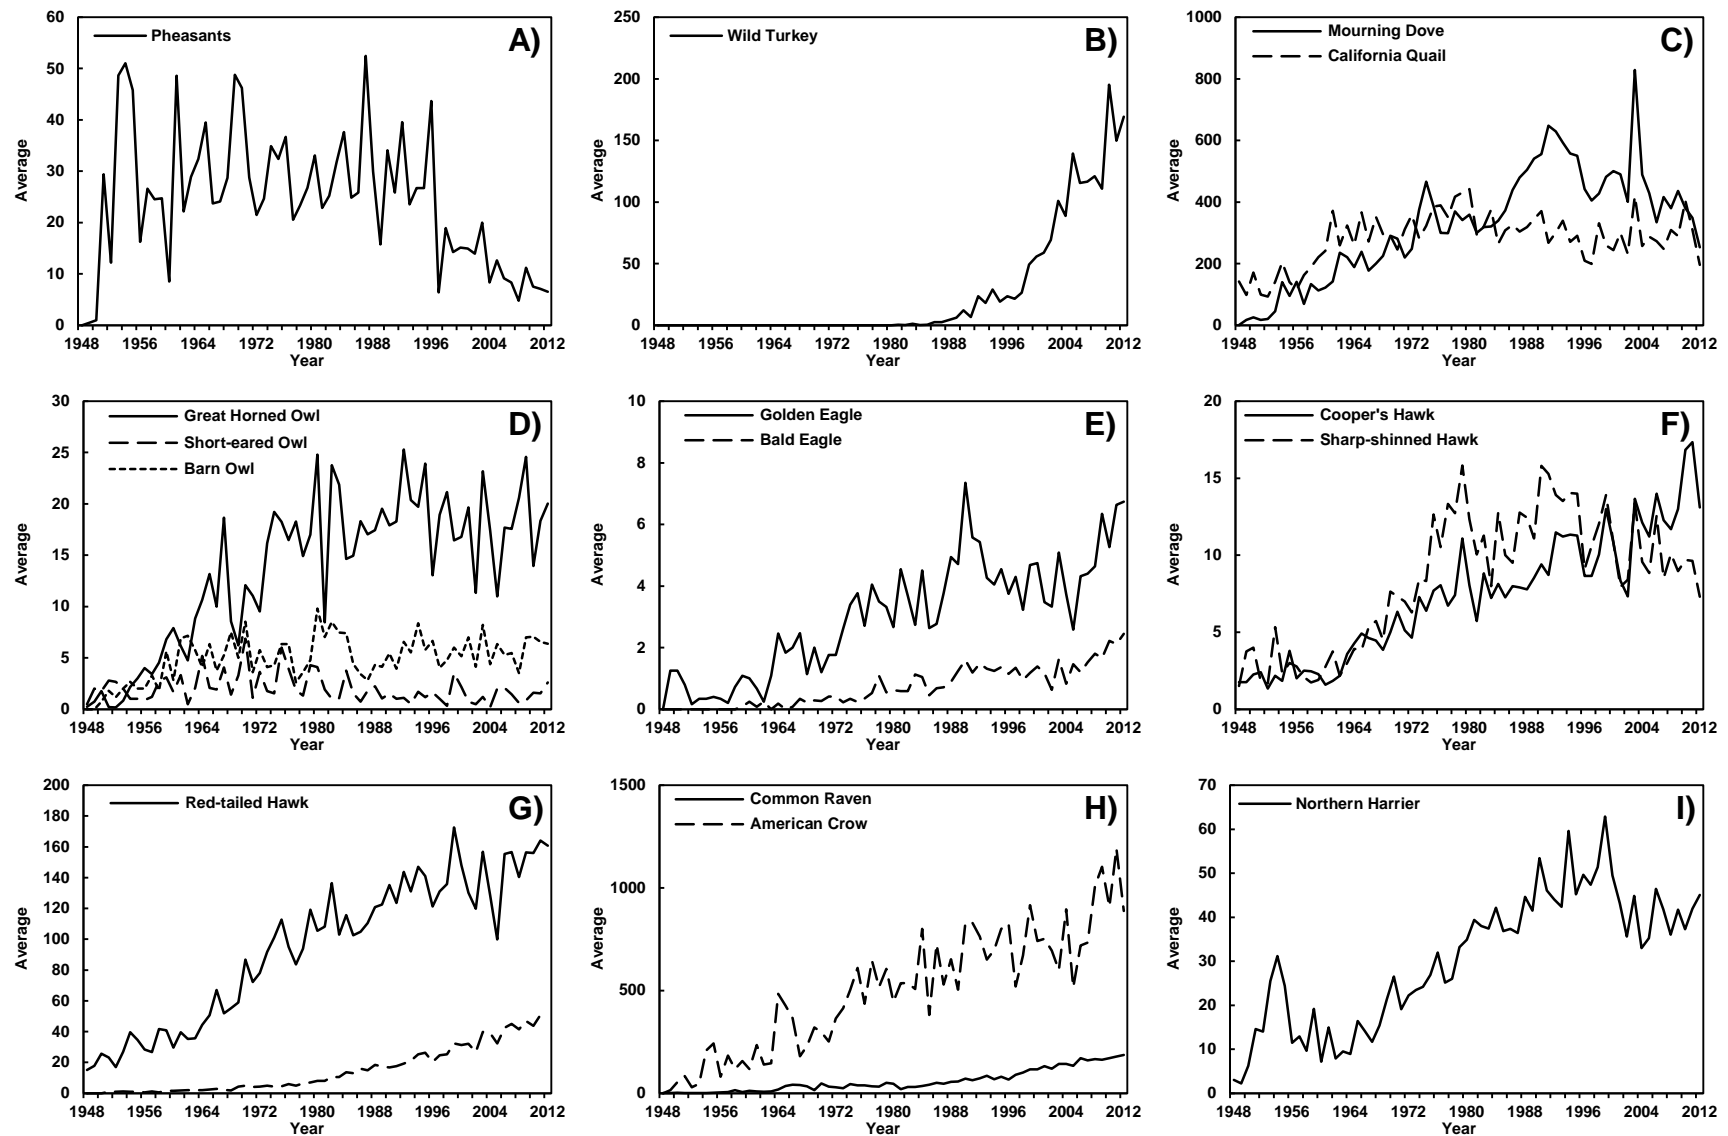 Pheasants
A)
60
50
40
30
20
10
0
Average
1948 1956 1964 1972 1980 1988 1996 2004 2012
Year
Wild Turkey
B)
250
200
150
100
50
0
Average
1948 1956 1964 1972 1980 1988 1996 2004 2012
Year
Mourning Dove
California Quail
C)
1000
800
600
400
200
0
Average
1948 1956 1964 1972 1980 1988 1996 2004 2012
Year
Great Horned Owl
Short-eared Owl
Barn Owl
D)
30
25
20
15
10
5
0
Average
1948 1956 1964 1972 1980 1988 1996 2004 2012
Year
Golden Eagle
Bald Eagle
E)
10
8
6
4
2
0
Average
1948 1956 1964 1972 1980 1988 1996 2004 2012
Year
Cooper's Hawk
Sharp-shinned Hawk
F)
20
15
10
5
0
Average
1948 1956 1964 1972 1980 1988 1996 2004 2012
Year
Red-tailed Hawk
G)
200
180
160
140
120
100
80
60
40
20
0
Average
1948 1956 1964 1972 1980 1988 1996 2004 2012
Year
Common Raven
American Crow
H)
1500
1000
500
0
Average
1948 1956 1964 1972 1980 1988 1996 2004 2012
Year
Northern Harrier
I)
70
60
50
40
30
20
10
0
Average
1948 1956 1964 1972 1980 1988 1996 2004 2012
Year